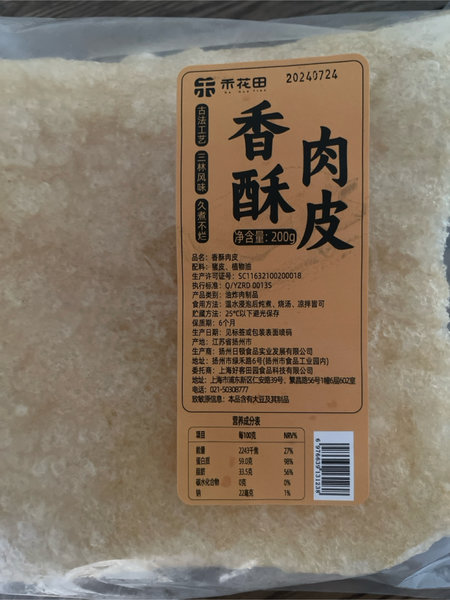 禾花田
20240724
古法工艺
三林风味
久煮不烂
香酥
肉皮
净含量：200g
品名：香酥肉皮
配料：猪皮、植物油
生产许可证号：SC11632100200018
执行标准：Q/YZRD 0013S
产品类别：油炸肉制品
食用方法：温水浸泡后炖煮、烧汤、凉拌皆可
贮藏方法：25℃以下避光保存
保质期：6个月
生产日期：见标签或包装表面喷码
产地：江苏省扬州市
生产商：扬州日顿食品实业发展有限公司
地址：扬州市绿禾路6号(扬州市食品工业园内)
委托商：上海好客田园食品科技有限公司
地址：上海市浦东新区仁安路39号、繁昌路56号1幢6层602室
电话：021-50308777
致敏原信息：本品含有大豆及其制品
营养成分表
项目 每100克 NRV%
能量 2243千焦 27%
蛋白质 59.0克 98%
脂肪 33.5克 56%
碳水化合物 0克 0%
钠 22毫克 1%
6976639131238